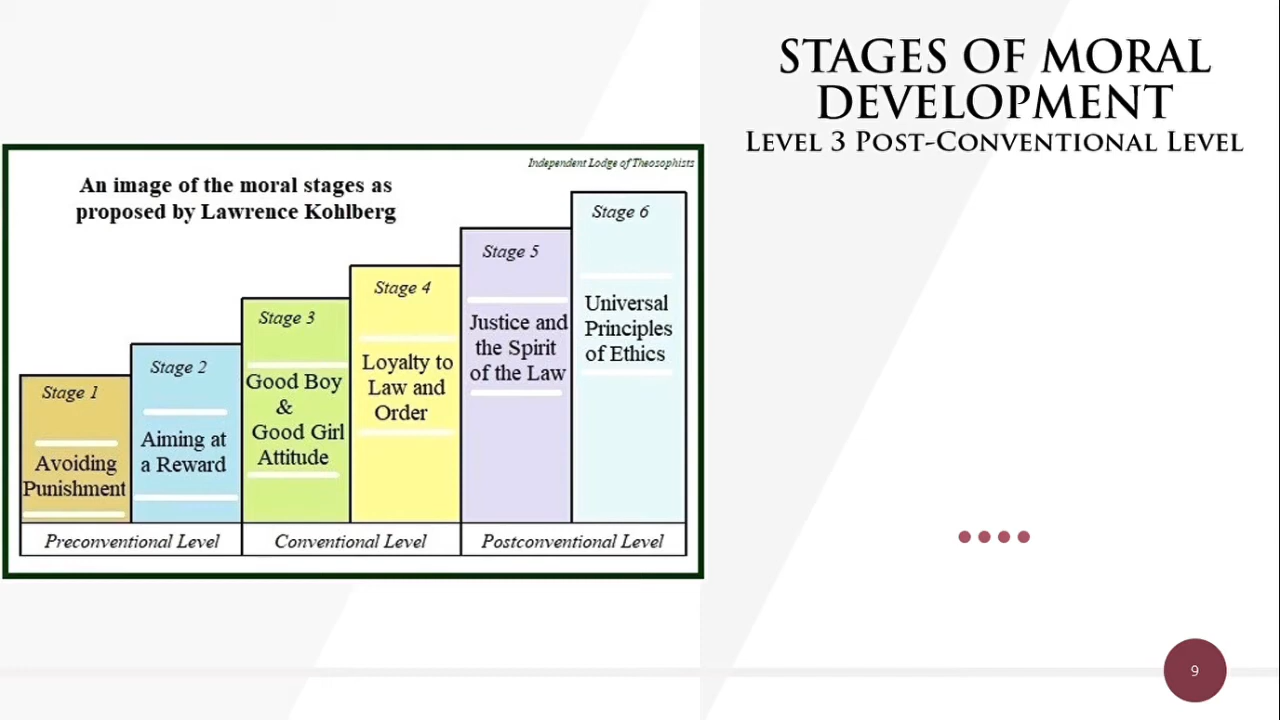 STAGES OF MORAL
DEVELOPMENT
LEVEL 3 POST-CONVENTIONAL LEVEL
Independent Lodge of Theosophists
An image of the moral stages as
proposed by Lawrence Kohlberg
Stage 1
Avoiding
Punishment
Stage 2
Aiming at
a Reward
Stage 3
Good Boy
&
Good Girl
Attitude
Stage 4
Loyalty to
Law and
Order
Stage 5
Justice and
the Spirit
of the Law
Stage 6
Universal
Principles
of Ethics
Preconventional Level
Conventional Level
Postconventional Level
9